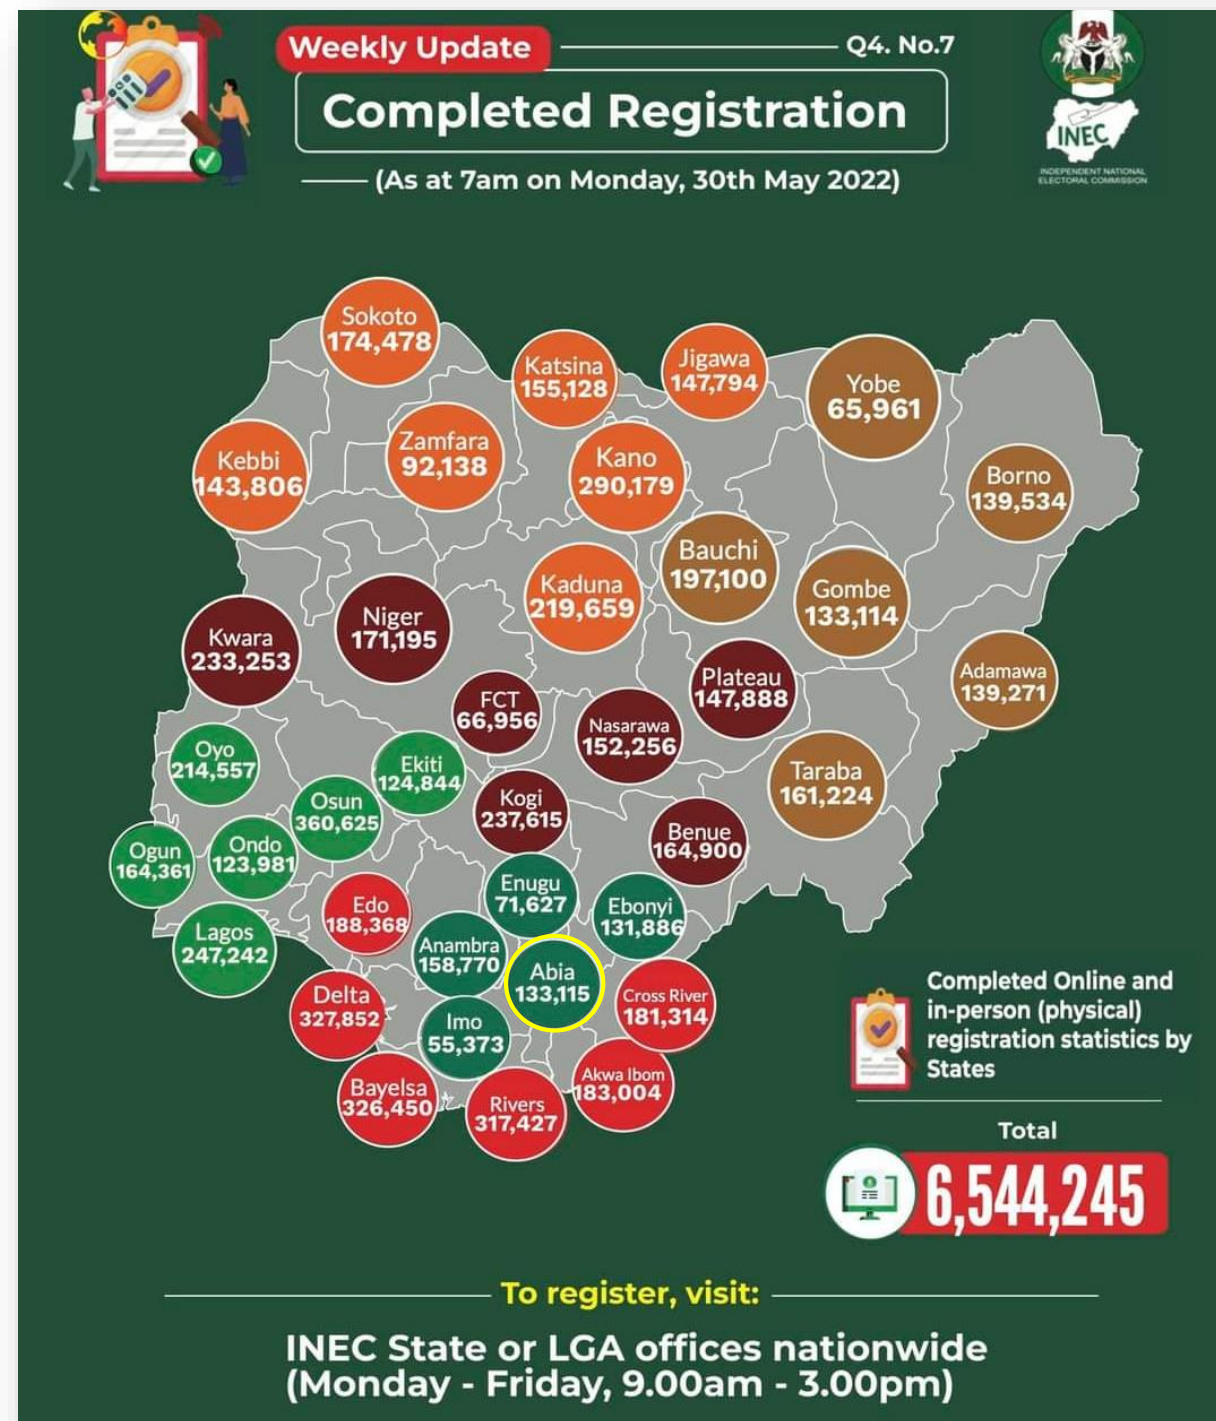 Weekly Update
Q4. No.7
Completed Registration
(As at 7am on Monday, 30th May 2022)
INEC
INDEPENDENT NATIONAL
ELECTORAL COMMISSION
Sokoto
174,478
Katsina
155,128
Jigawa
147,794
Yobe
65,961
Kebbi
143,806
Zamfara
92,138
Kano
290,179
Borno
139,534
Bauchi
197,100
Kaduna
219,659
Gombe
133,114
Niger
171,195
Kwara
233,253
Plateau
147,888
Adamawa
139,271
FCT
66,956
Nasarawa
152,256
Oyo
214,557
Ekiti
124,844
Taraba
161,224
Osun
360,625
Kogi
237,615
Benue
164,900
Ogun
164,361
Ondo
123,981
Enugu
71,627
Edo
188,368
Ebonyi
131,886
Lagos
247,242
Anambra
158,770
Abia
133,115
Delta
327,852
Cross River
181,314
Imo
55,373
Bayelsa
326,450
Rivers
317,427
Akwa Ibom
183,004
Completed Online and
in-person (physical)
registration statistics by
States
Total
6,544,245
To register, visit:
INEC State or LGA offices nationwide
(Monday - Friday, 9.00am - 3.00pm)